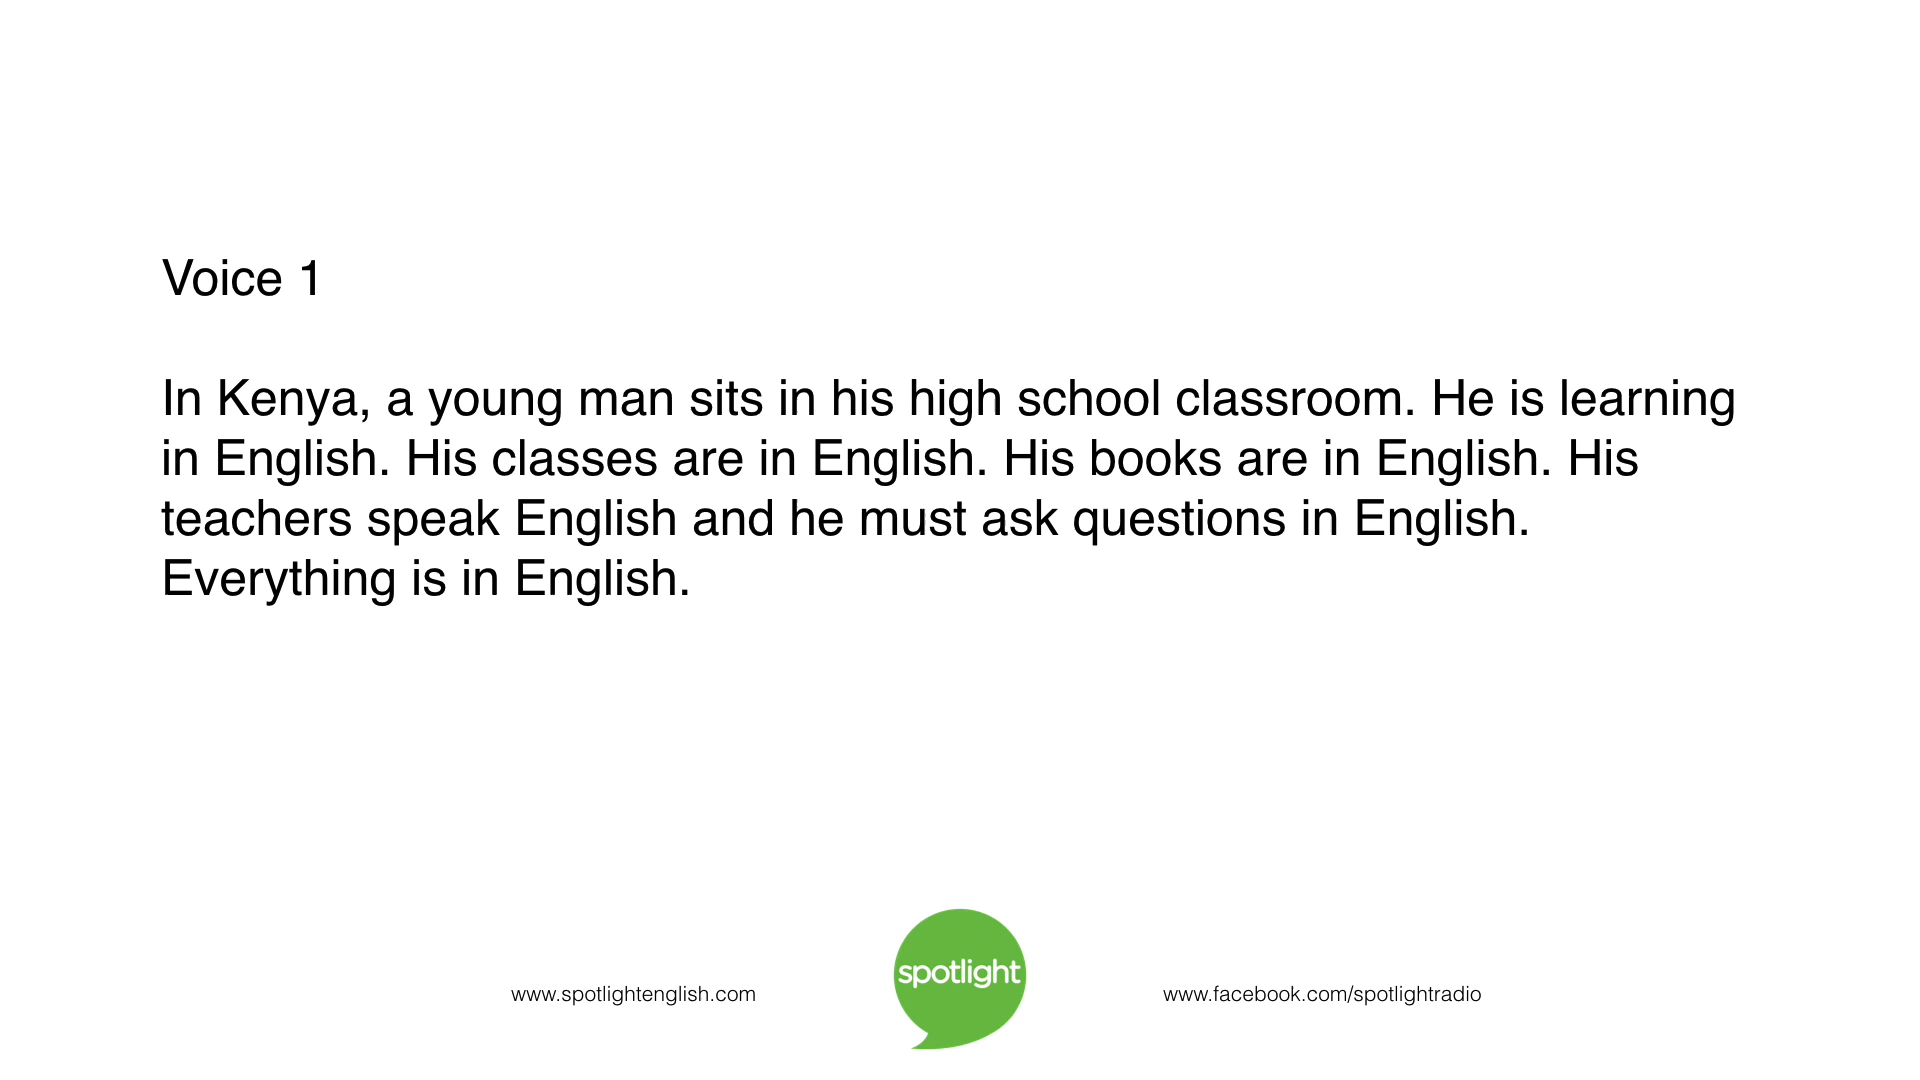 Voice 1
In Kenya, a young man sits in his high school classroom. He is learning
in English. His classes are in English. His books are in English. His
teachers speak English and he must ask questions in English.
Everything is in English.
spotlight
www.spotlightenglish.com
www.facebook.com/spotlightradio